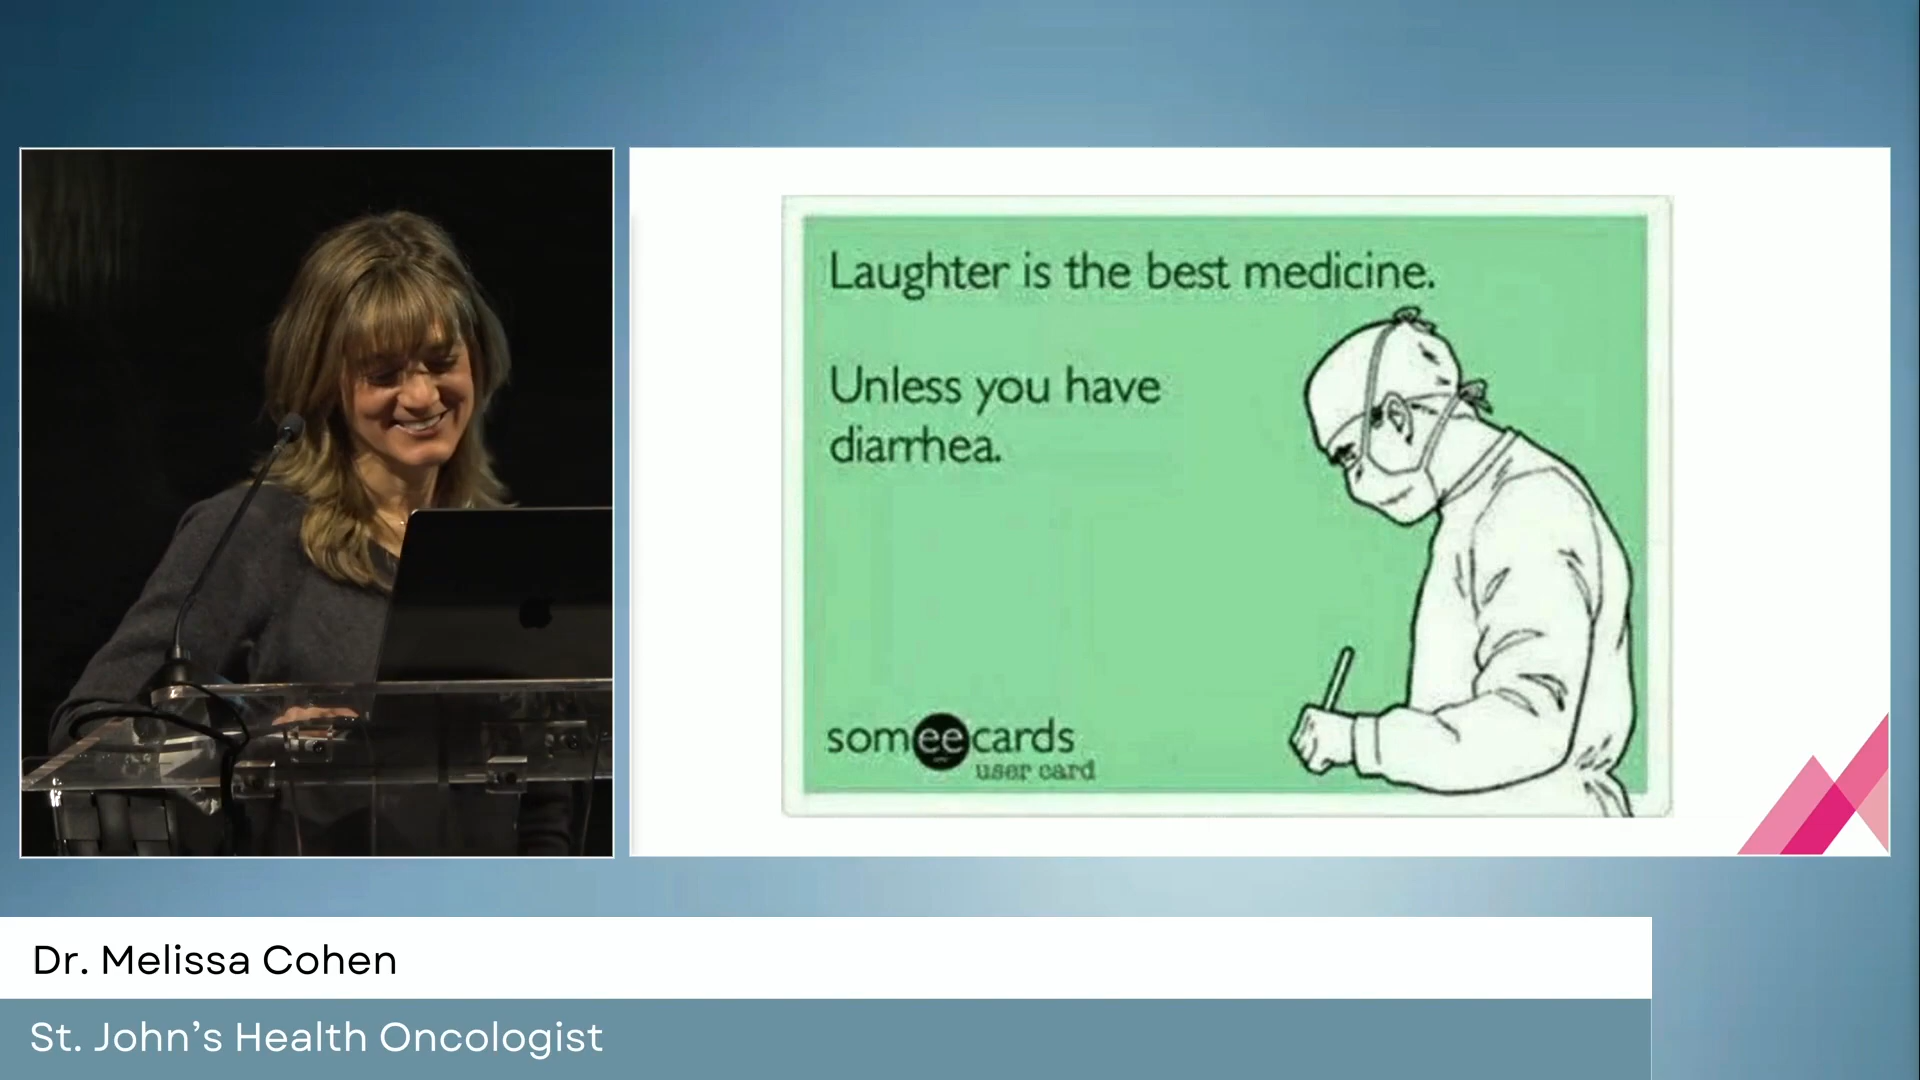 Laughter is the best medicine.
Unless you have
diarrhea.
someecards
user card
Dr. Melissa Cohen
St. John's Health Oncologist